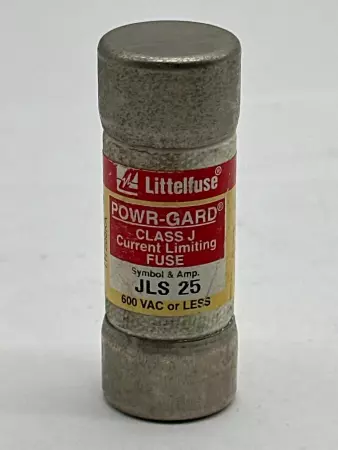 Littelfuse®
POWR-GARD®
CLASS J
Current Limiting
FUSE
Symbol & Amp.
JLS 25
600 VAC or LESS